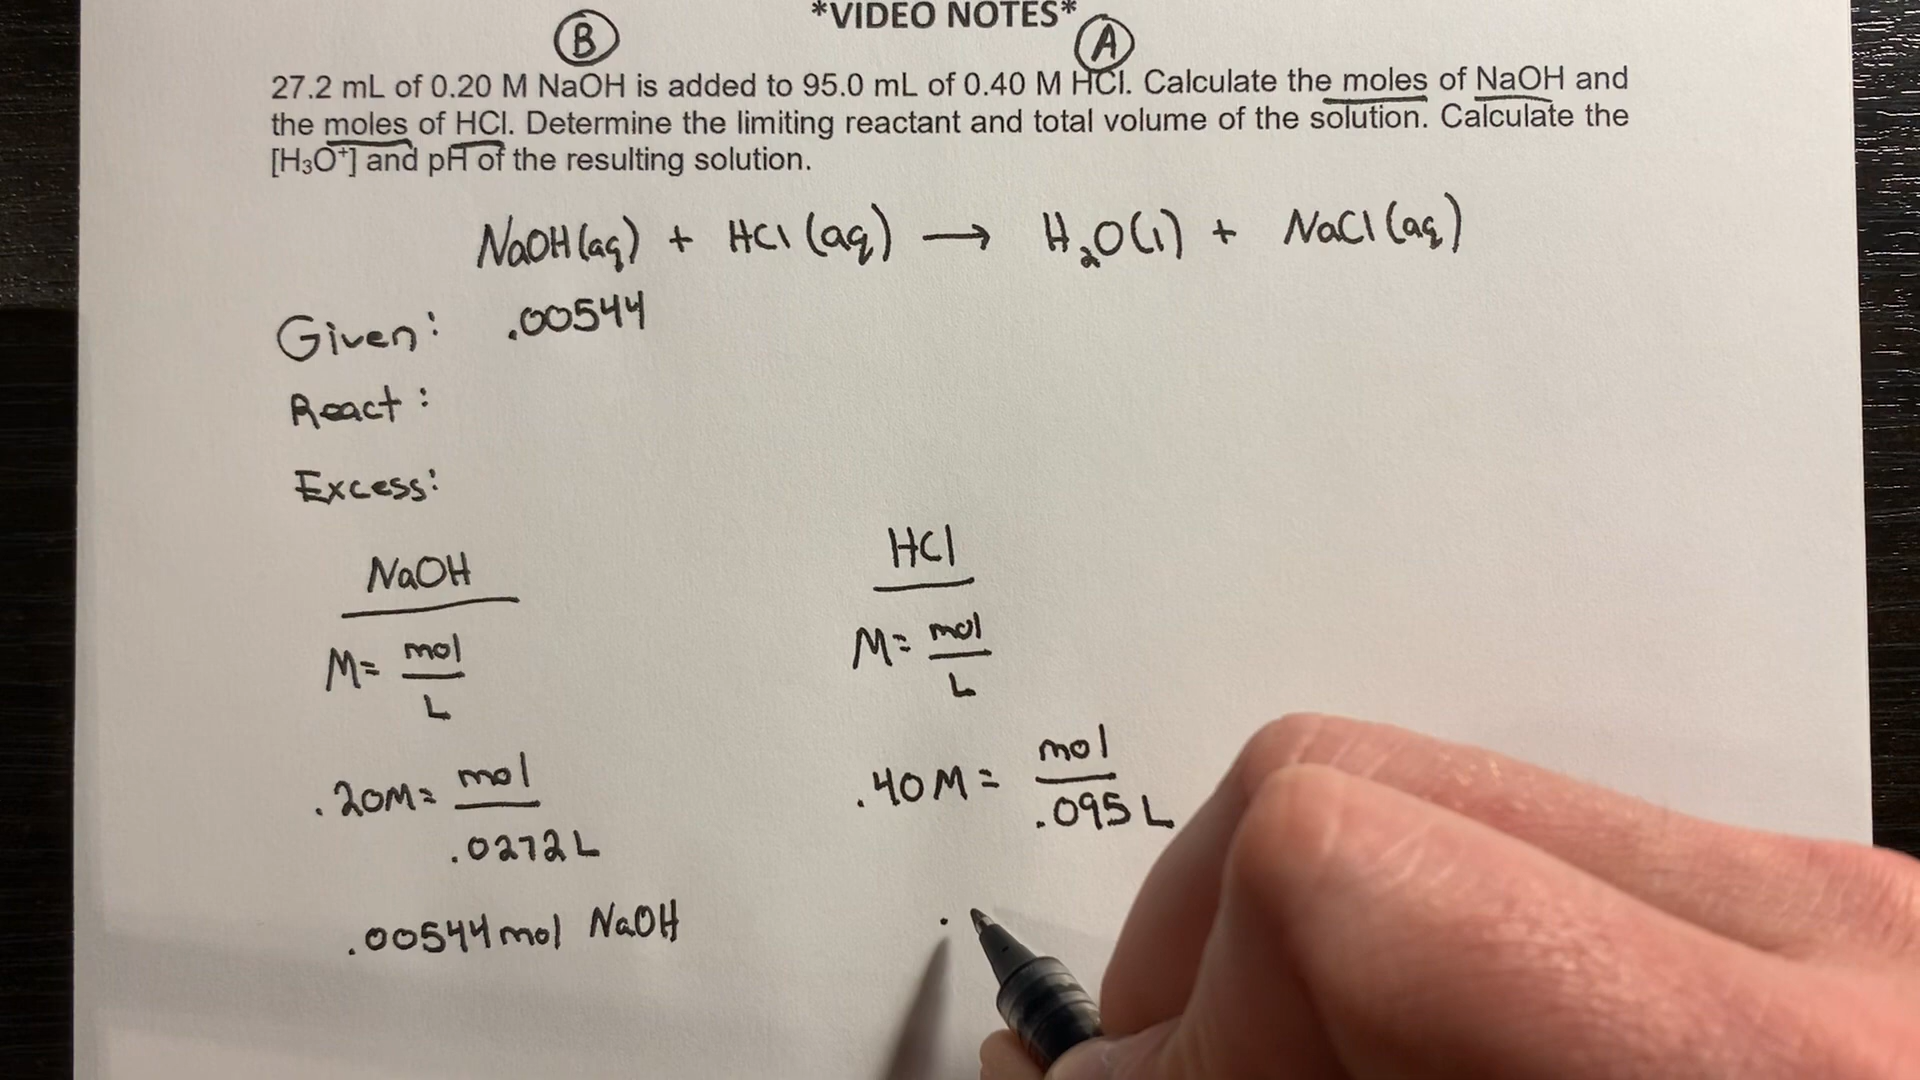 *VIDEO NOTES*
B A
27.2 mL of 0.20 M NaOH is added to 95.0 mL of 0.40 M HCl. Calculate the moles of NaOH and
the moles of HCl. Determine the limiting reactant and total volume of the solution. Calculate the
[H₃O⁺] and pH of the resulting solution.
NaOH(aq) + HCl(aq) → H₂O(l) + NaCl(aq)
Given: .00544
React:
Excess:
NaOH
M= mol
L
.20M= mol
.0272L
.00544mol NaOH
HCl
M= mol
L
.40M= mol
.095L
.